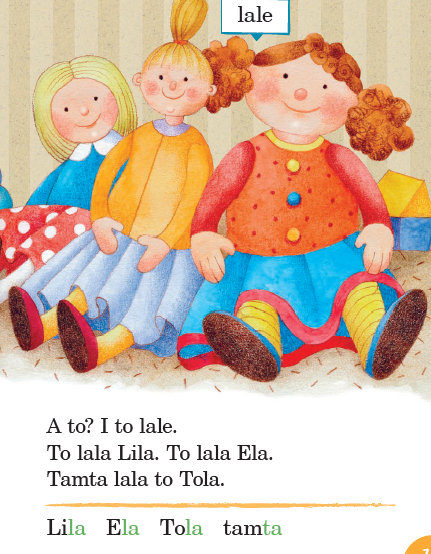 lale
A to? I to lale.
To lala Lila. To lala Ela.
Tamta lala to Tola.
Lila Ela Tola tamta